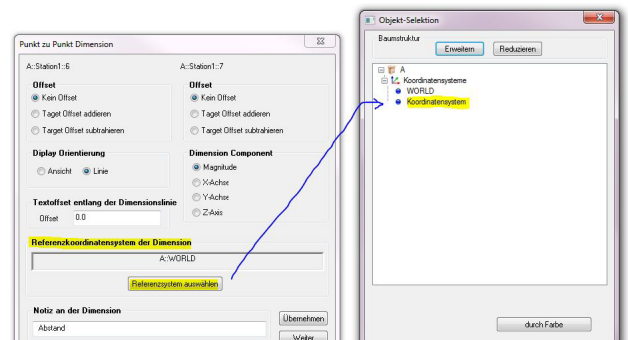 Punkt zu Punkt Dimension
A::Station1::6
A::Station1::7
Offset
Kein Offset
Taget Offset addieren
Target Offset subtrahieren
Offset
Kein Offset
Taget Offset addieren
Target Offset subtrahieren
Diplay Orientierung
Ansicht
Linie
Dimension Component
Magnitude
X-Achse
Y-Achse
Z-Axis
Textoffset entlang der Dimensionslinie
Offset
0.0
Referenzkoordinatensystem der Dimension
A::WORLD
Referenzsystem auswählen
Notiz an der Dimension
Abstand
Übernehmen
Weiter
Objekt-Selektion
Baumstruktur
Erweitern
Reduzieren
A
Koordinatensysteme
WORLD
Koordinatensystem
durch Farbe